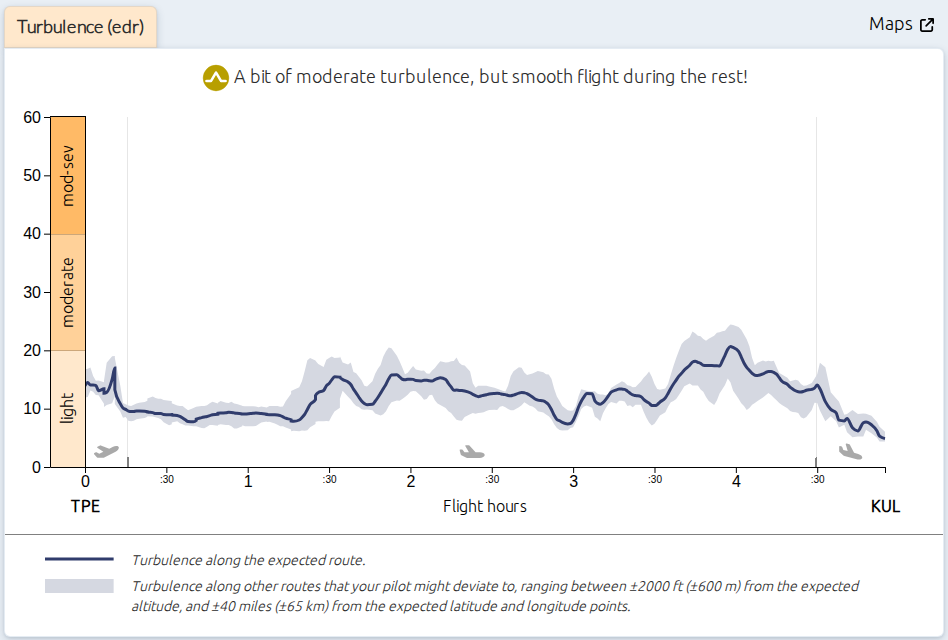 Turbulence (edr)
Maps
A bit of moderate turbulence, but smooth flight during the rest!
60
50
40
30
20
10
0
mod-sev
moderate
light
0 :30 1 :30 2 :30 3 :30 4 :30
TPE Flight hours KUL
Turbulence along the expected route.
Turbulence along other routes that your pilot might deviate to, ranging between ±2000 ft (±600 m) from the expected
altitude, and ±40 miles (±65 km) from the expected latitude and longitude points.